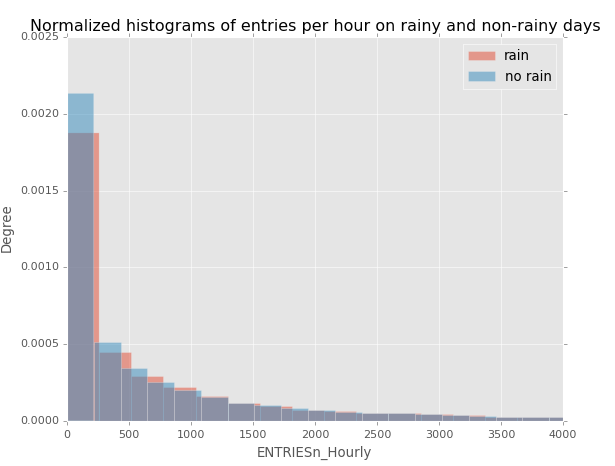 Normalized histograms of entries per hour on rainy and non-rainy days
0.0025
rain
no rain
0.0020
0.0015
0.0010
0.0005
0.0000
Degree
0 500 1000 1500 2000 2500 3000 3500 4000
ENTRIESn_Hourly